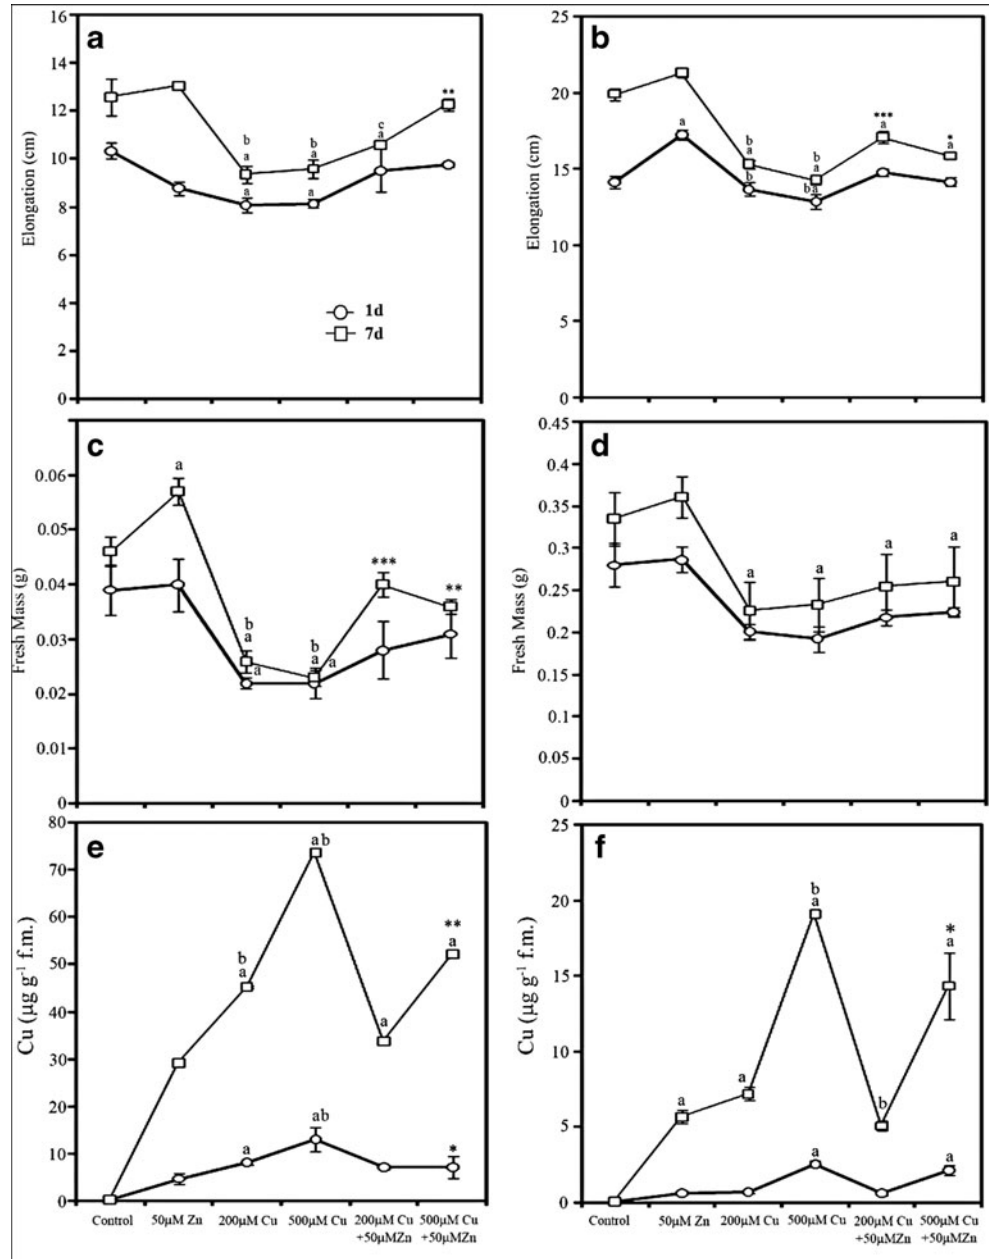 a
16
14
12
10
8
6
4
2
0
Elongation (cm)
b
a
a
b
a
a
c
a
**
1d
7d
b
25
20
15
10
5
0
Elongation (cm)
a
b
a
b
b
a
b a
***
a
*
a
c
0.06
0.05
0.04
0.03
0.02
0.01
0
Fresh Mass (g)
a
b
a
a
b
a
a
***
**
d
0.45
0.4
0.35
0.3
0.25
0.2
0.15
0.1
0.05
0
Fresh Mass (g)
a
a
a
a
e
80
70
60
50
40
30
20
10
0
Cu (µg g⁻¹ f.m.)
b
a
a b
a
**
a
a
ab
*
Control
50µM Zn
200µM Cu
500µM Cu
200µM Cu
+50µMZn
500µM Cu
+50µMZn
f
25
20
15
10
5
0
Cu (µg g⁻¹ f.m.)
a
a
b
a
b
*
a
a
a
Control
50µM Zn
200µM Cu
500µM Cu
200µM Cu
+50µMZn
500µM Cu
+50µMZn